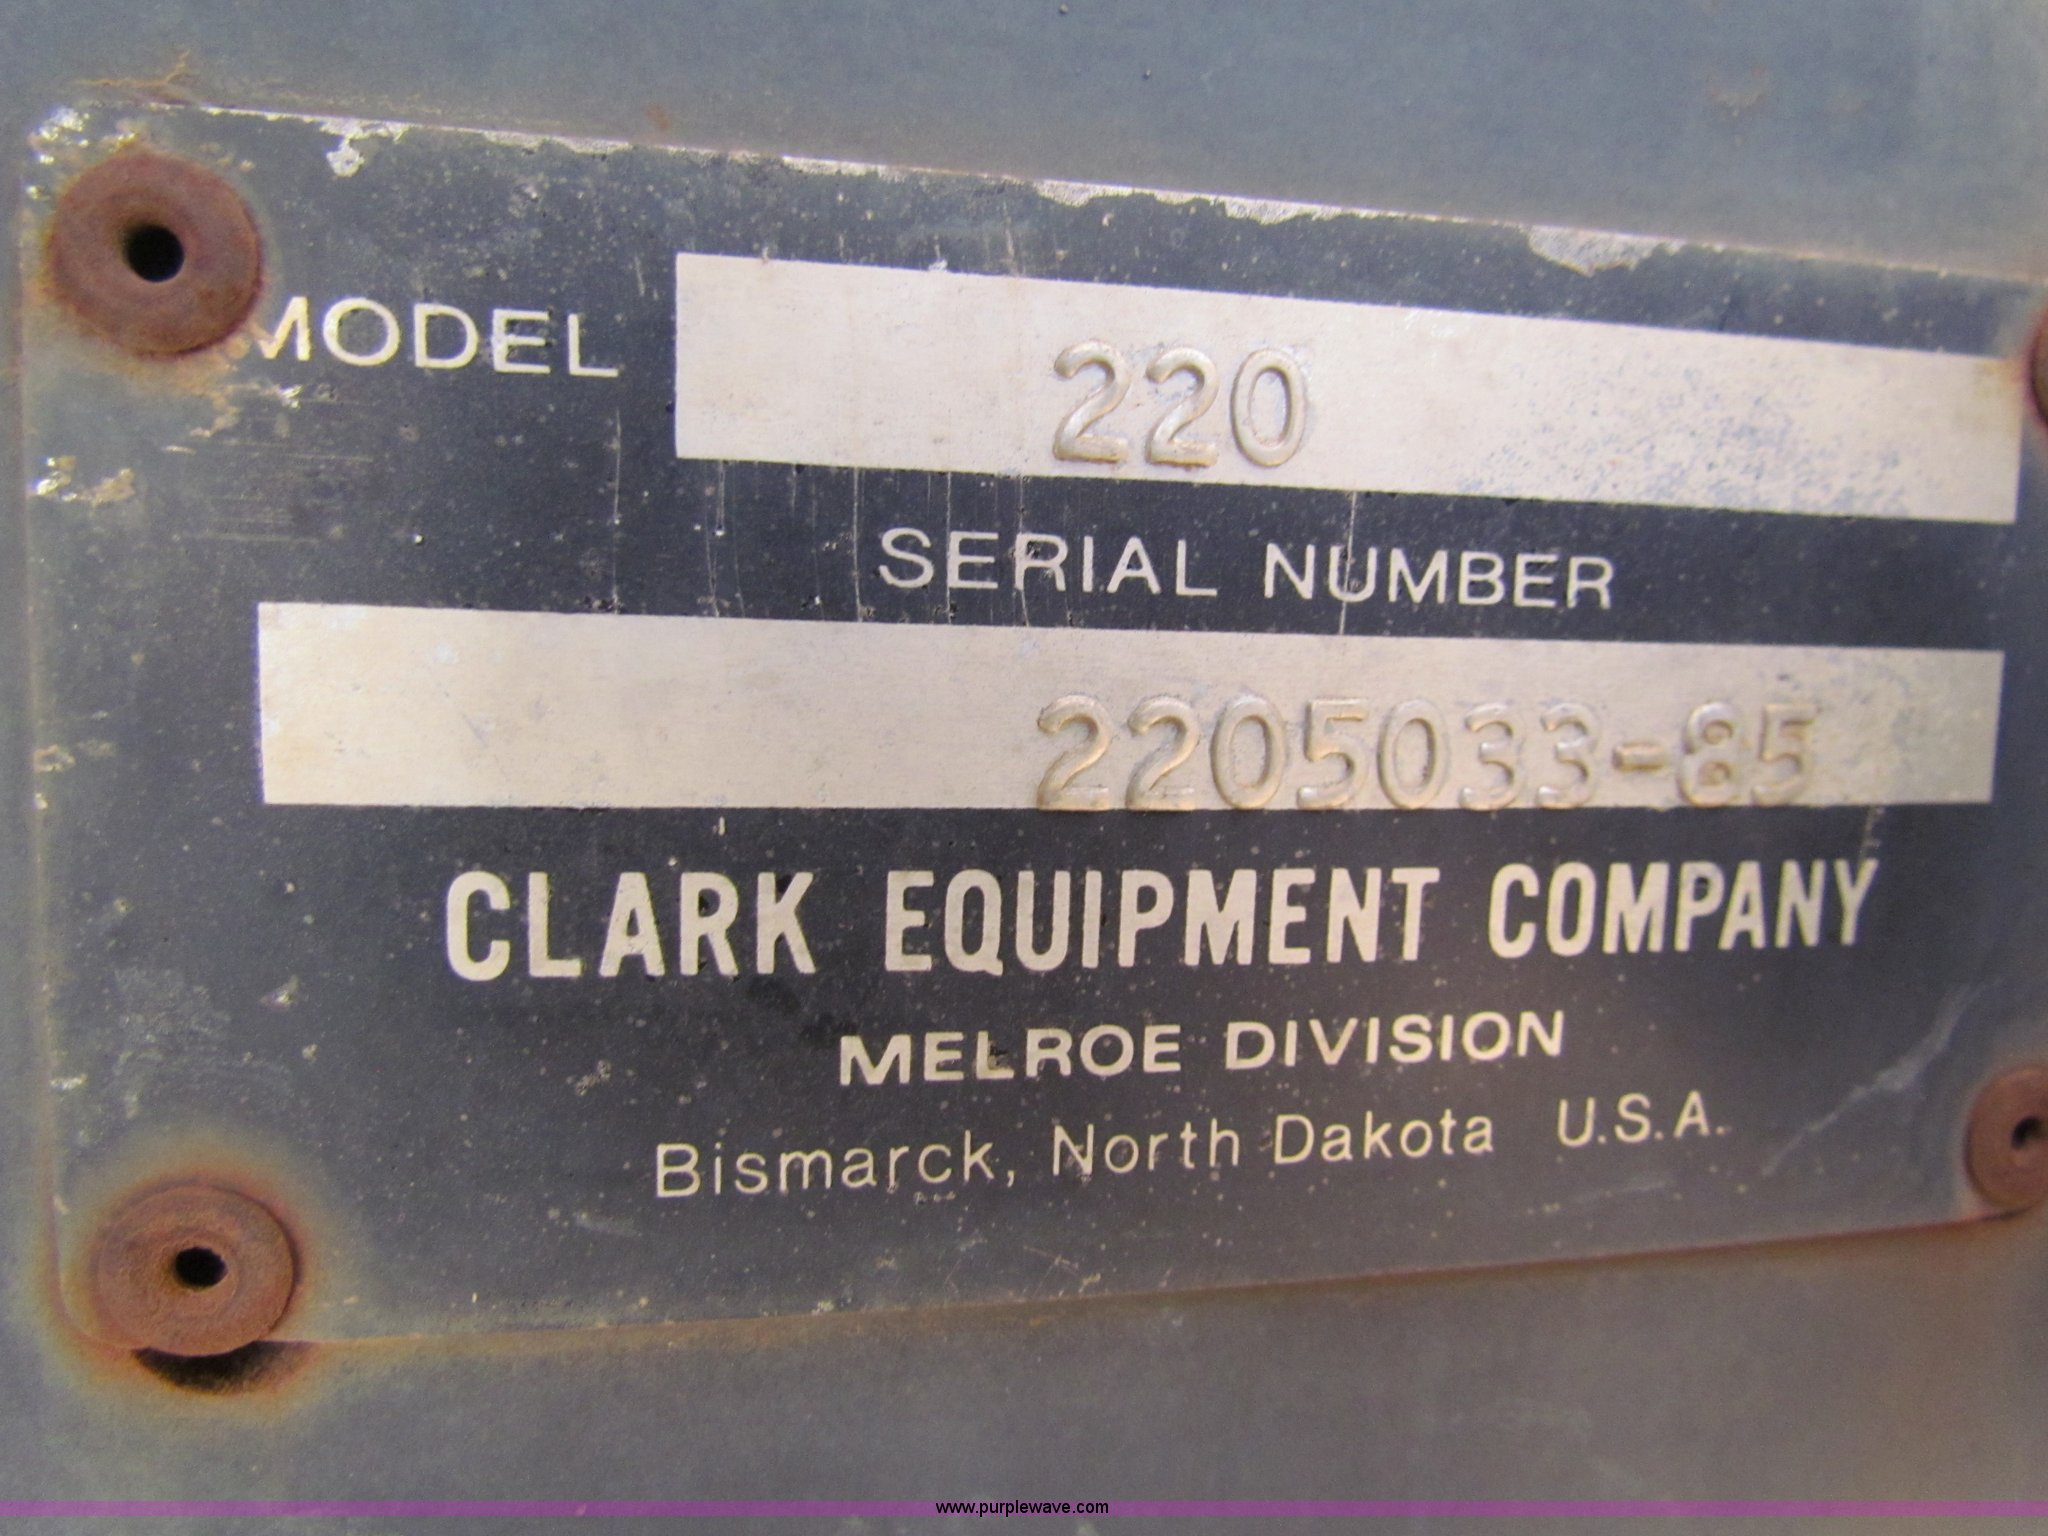 MODEL 220
SERIAL NUMBER
2205033-85
CLARK EQUIPMENT COMPANY
MELROE DIVISION
Bismarck, North Dakota U.S.A.
www.purplewave.com